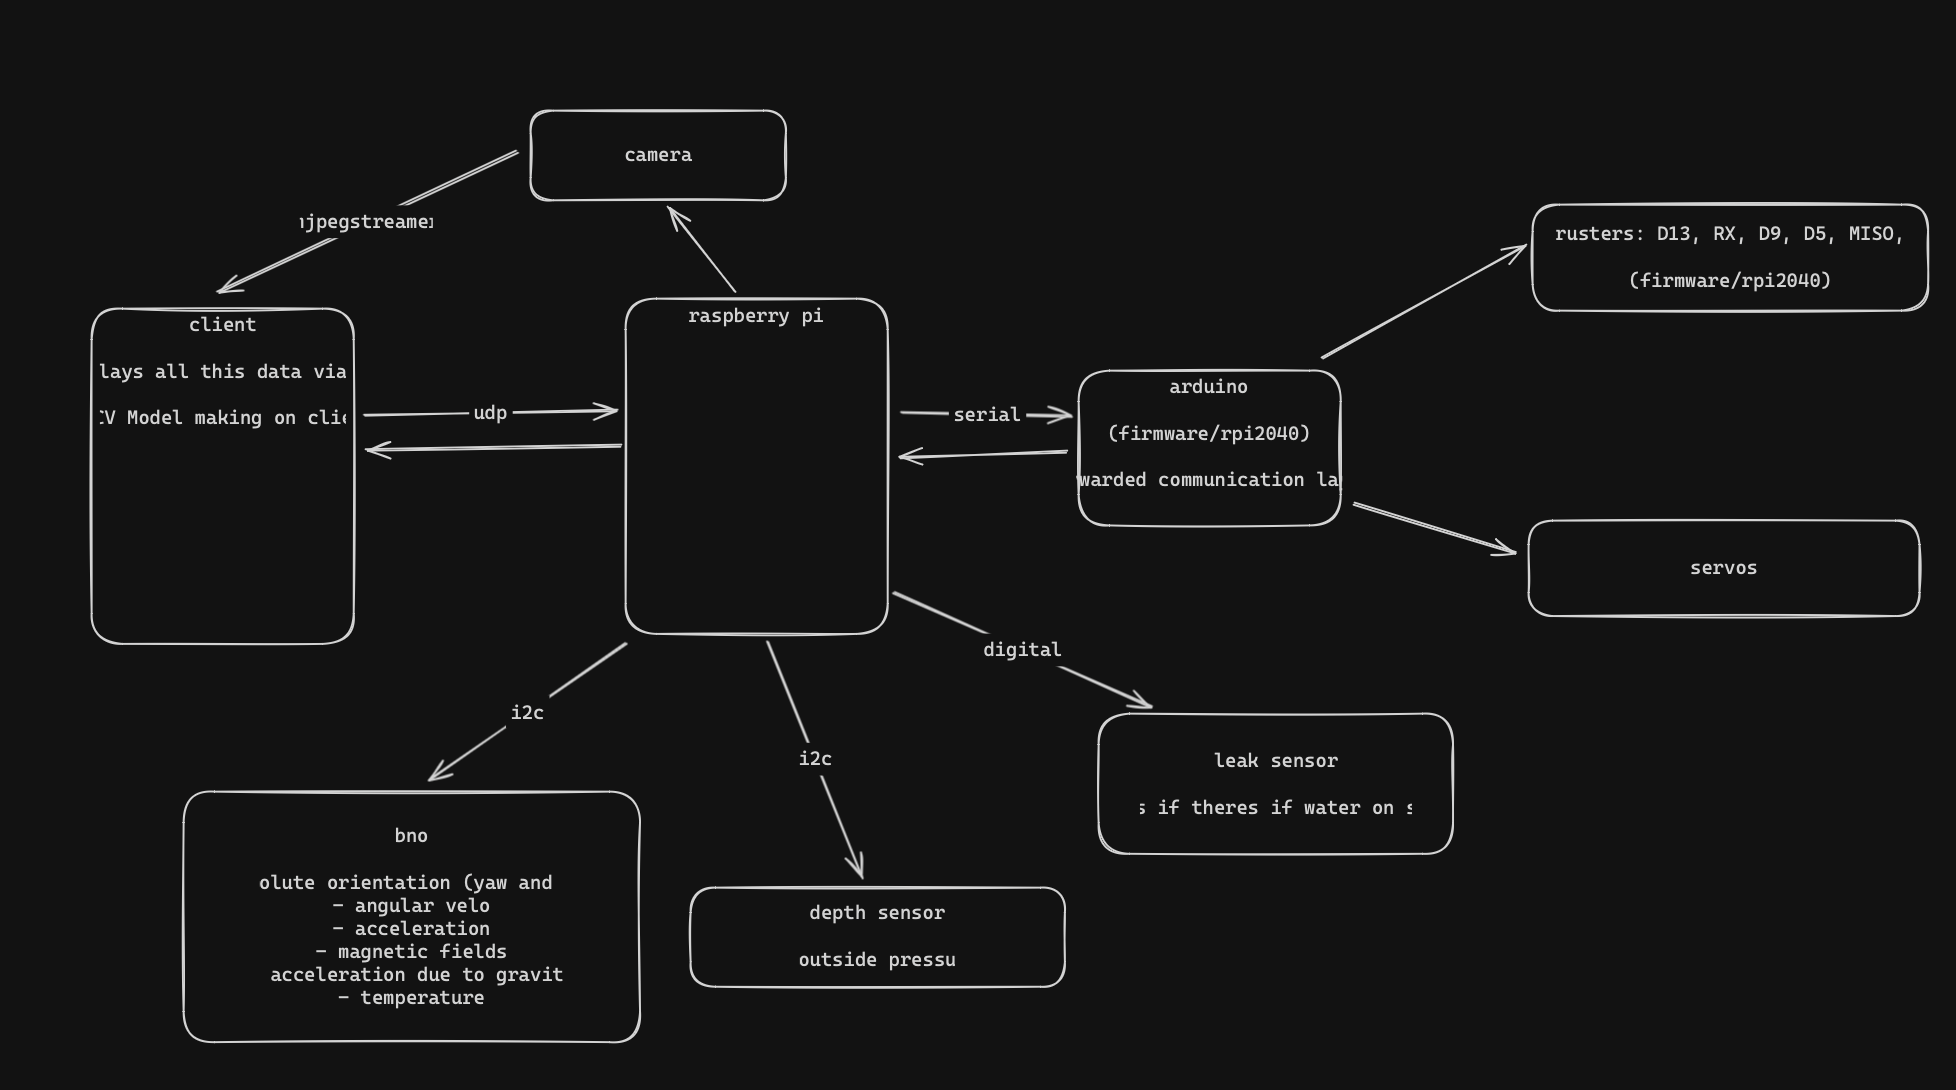 camera
jpegstreamer
client
lays all this data via
CV Model making on clie
udp
raspberry pi
serial
arduino
(firmware/rpi2040)
warded communication la
rusters: D13, RX, D9, D5, MISO,
(firmware/rpi2040)
servos
digital
leak sensor
s if theres if water on s
i2c
i2c
bno
olute orientation (yaw and
- angular velo
- acceleration
- magnetic fields
acceleration due to gravit
- temperature
depth sensor
outside pressu